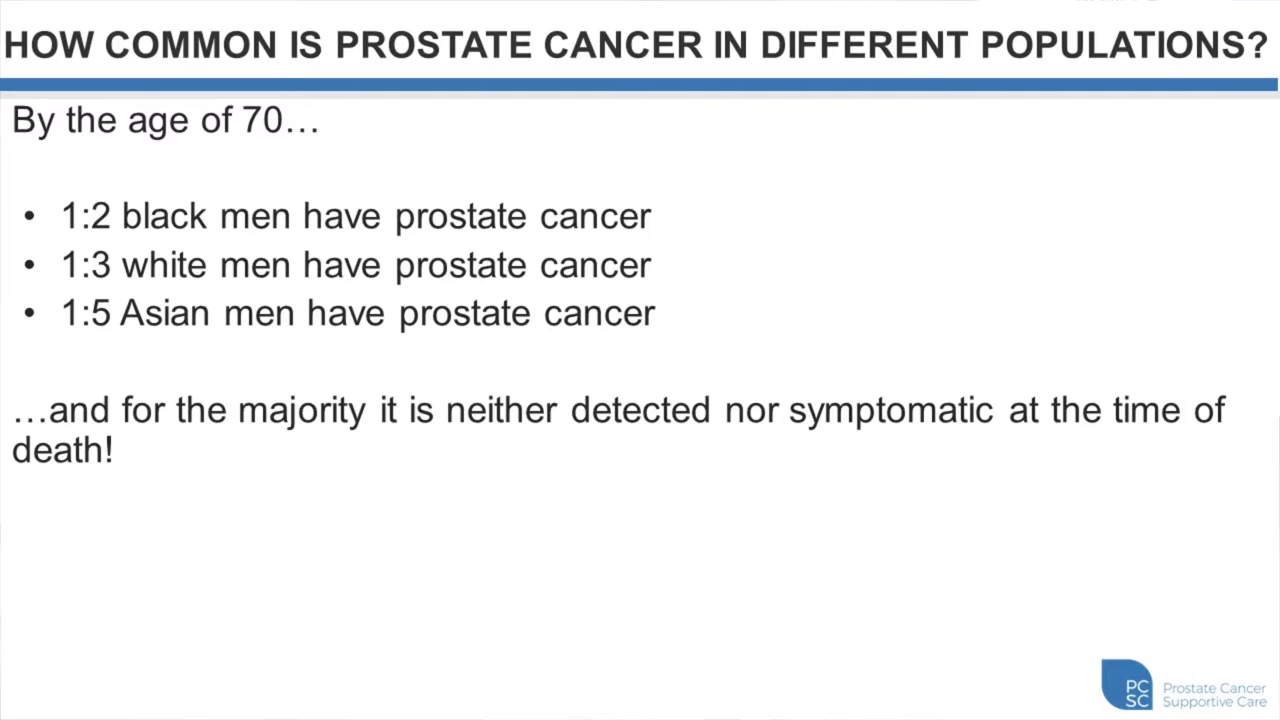 HOW COMMON IS PROSTATE CANCER IN DIFFERENT POPULATIONS?
By the age of 70…
• 1:2 black men have prostate cancer
• 1:3 white men have prostate cancer
• 1:5 Asian men have prostate cancer
…and for the majority it is neither detected nor symptomatic at the time of
death!
PC
SC
Prostate Cancer
Supportive Care